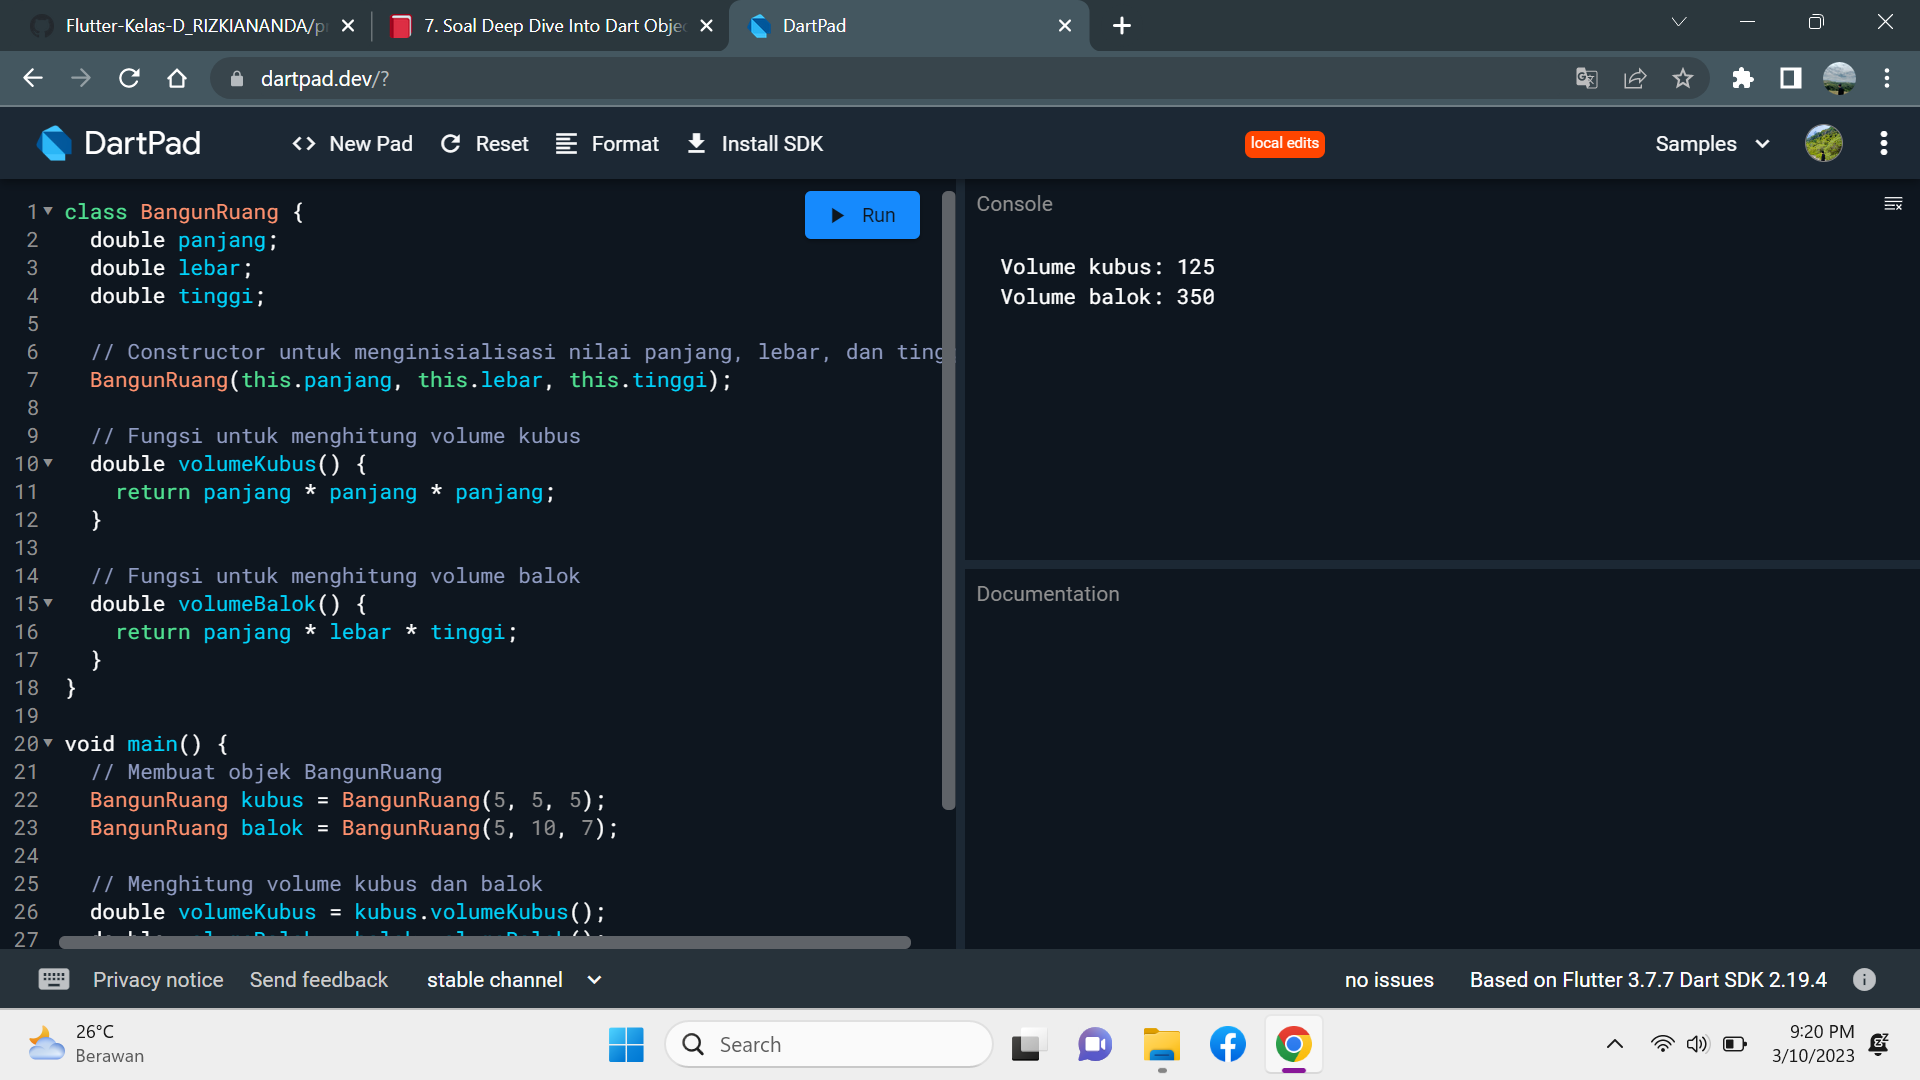 Flutter-Kelas-D_RIZKIANANDA/p
7. Soal Deep Dive Into Dart Obje
DartPad
dartpad.dev/?
DartPad
New Pad
Reset
Format
Install SDK
local edits
Samples
1 class BangunRuang {
2 double panjang;
3 double lebar;
4 double tinggi;
5
6 // Constructor untuk menginisialisasi nilai panjang, lebar, dan ting
7 BangunRuang(this.panjang, this.lebar, this.tinggi);
8
9 // Fungsi untuk menghitung volume kubus
10 double volumeKubus() {
11 return panjang * panjang * panjang;
12 }
13
14 // Fungsi untuk menghitung volume balok
15 double volumeBalok() {
16 return panjang * lebar * tinggi;
17 }
18 }
19
20 void main() {
21 // Membuat objek BangunRuang
22 BangunRuang kubus = BangunRuang(5, 5, 5);
23 BangunRuang balok = BangunRuang(5, 10, 7);
24
25 // Menghitung volume kubus dan balok
26 double volumeKubus = kubus.volumeKubus();
27
Run
Console
Volume kubus: 125
Volume balok: 350
Documentation
Privacy notice
Send feedback
stable channel
no issues
Based on Flutter 3.7.7 Dart SDK 2.19.4
26°C
Berawan
Search
9:20 PM
3/10/2023